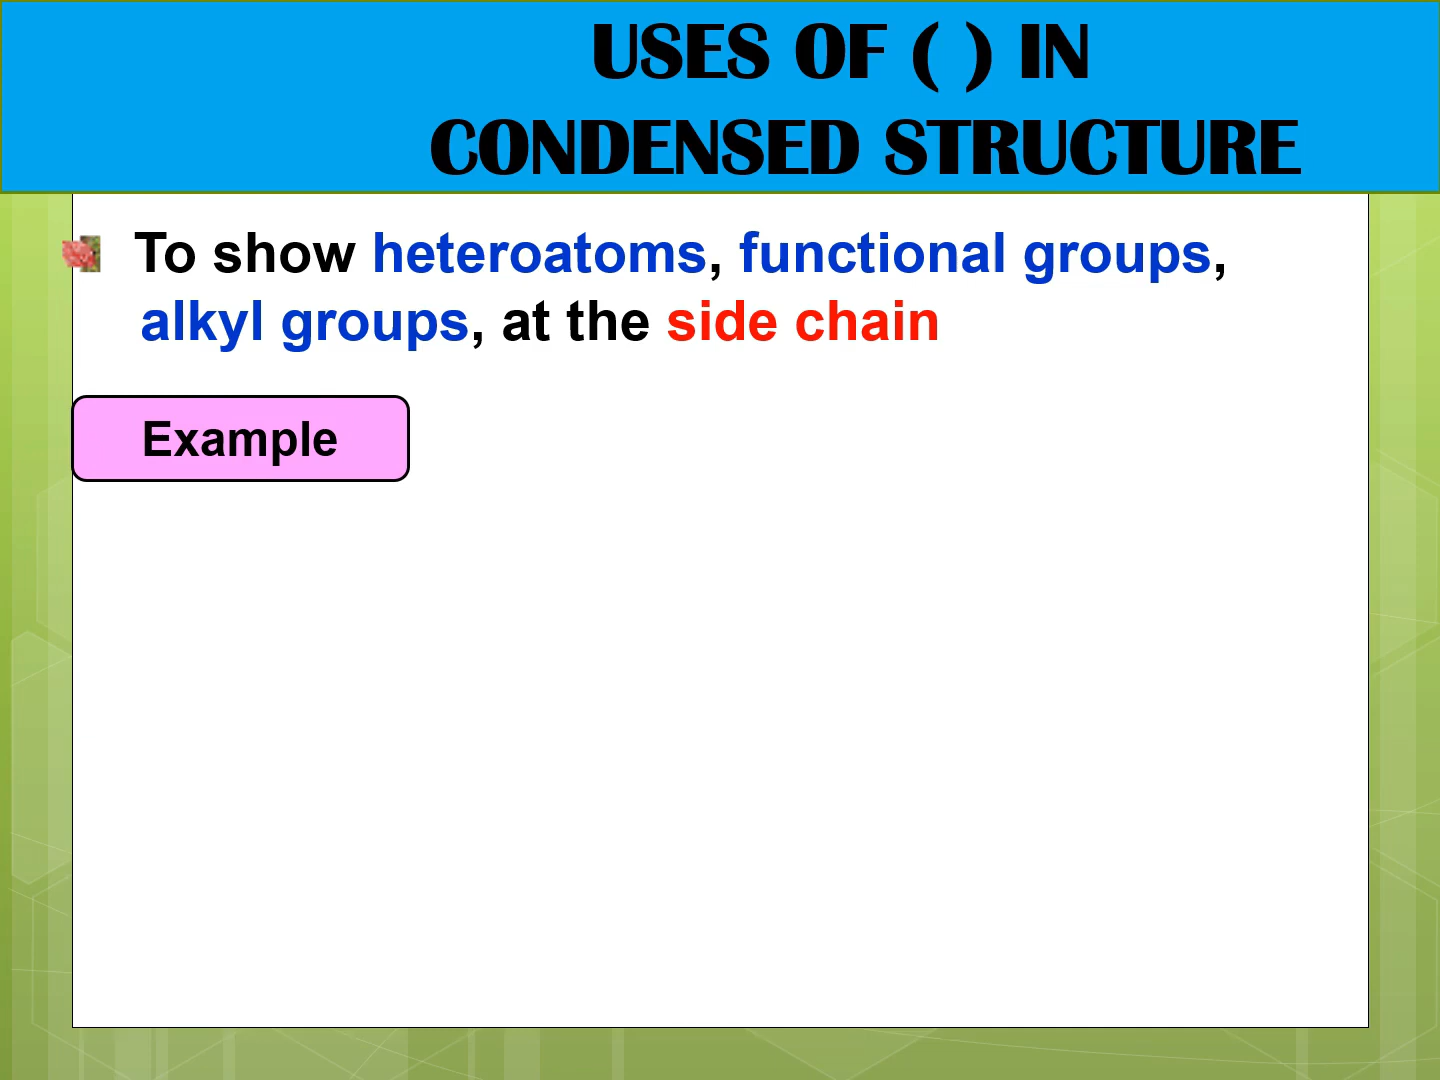 USES OF ( ) IN
CONDENSED STRUCTURE
To show heteroatoms, functional groups,
alkyl groups, at the side chain
Example